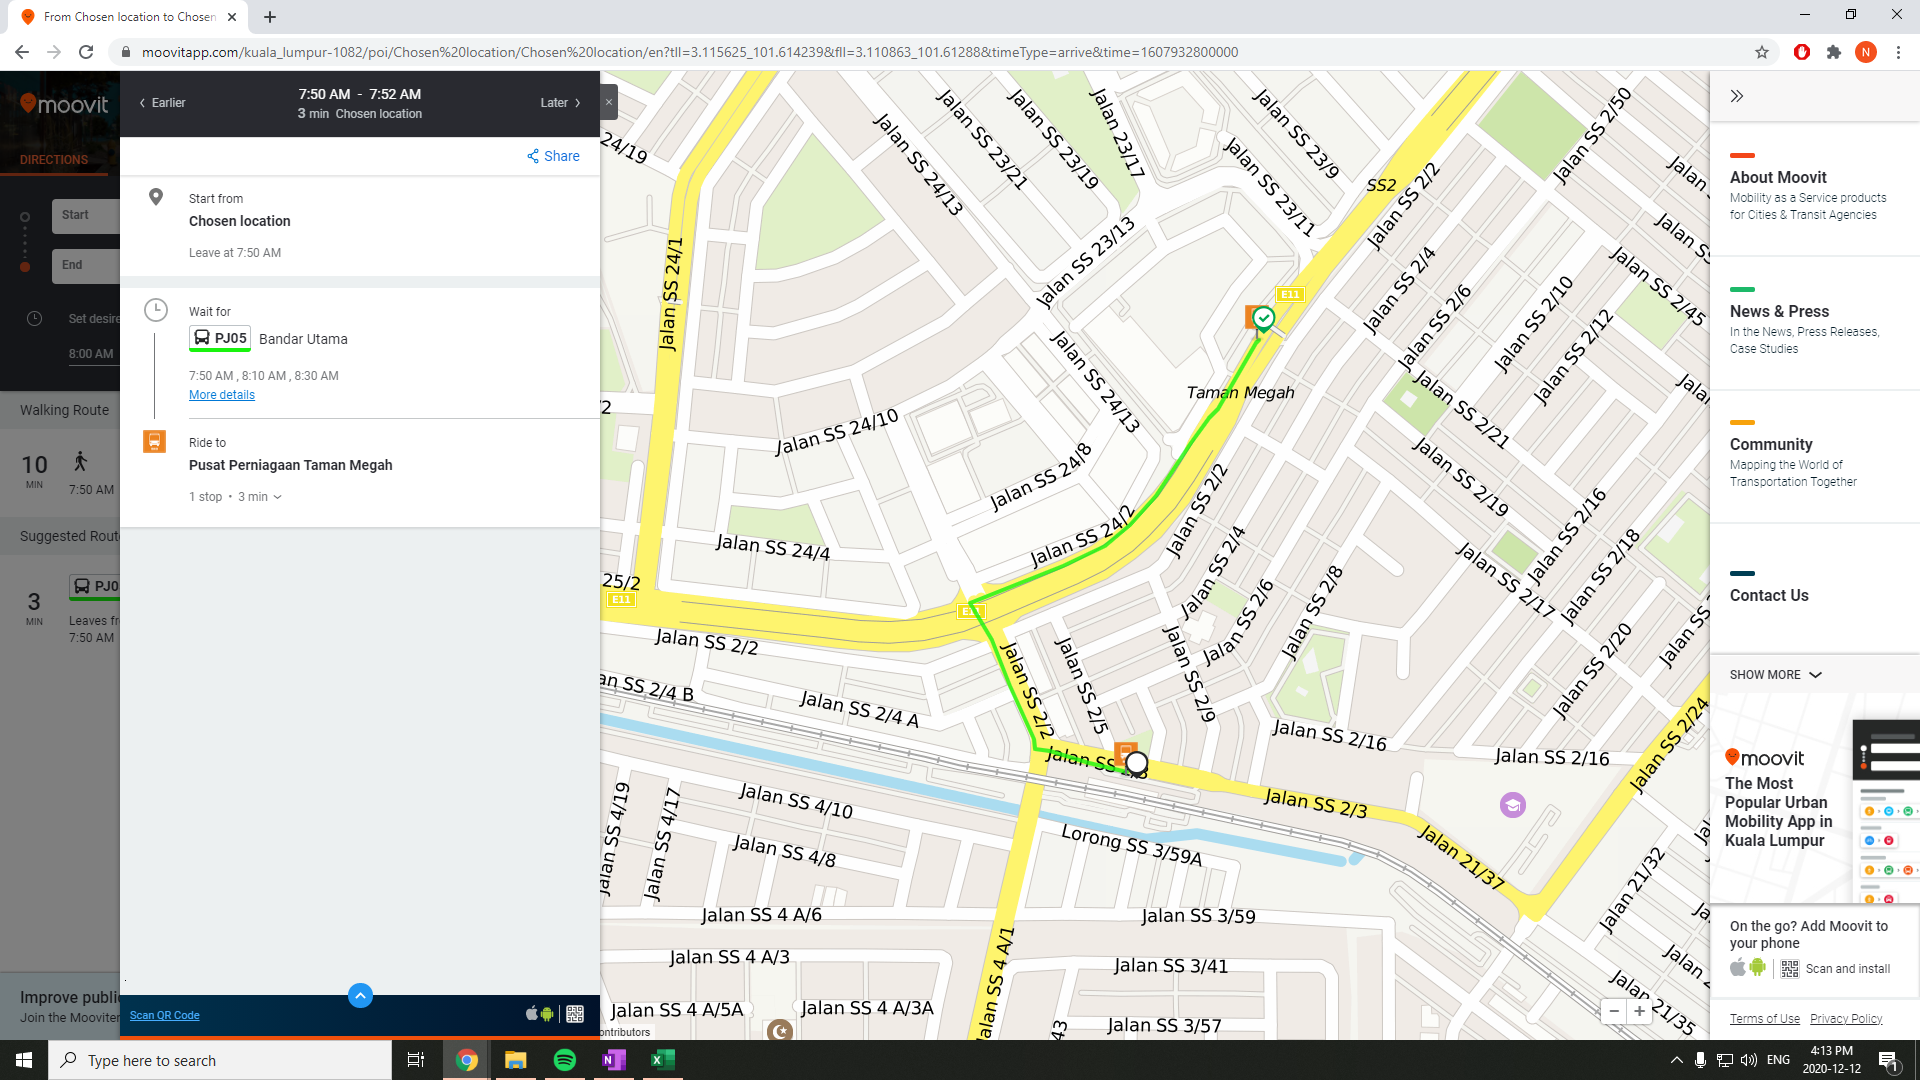 From Chosen location to Chosen
moovitapp.com/kuala_lumpur-1082/poi/Chosen%20location/Chosen%20location/en?tll=3.115625_101.614239&fll=3.110863_101.61288&timeType=arrive&time=1607932800000
N
moovit
DIRECTIONS
Start
End
Set desire
8:00 AM
Walking Route
10
MIN
7:50 AM
Suggested Rout
3
MIN
PJ0
Leaves fr
7:50 AM
Improve public
Join the Mooviter
Earlier
7:50 AM - 7:52 AM
3 min Chosen location
Later
Share
Start from
Chosen location
Leave at 7:50 AM
Wait for
PJ05
Bandar Utama
7:50 AM , 8:10 AM , 8:30 AM
More details
Ride to
Pusat Perniagaan Taman Megah
1 stop • 3 min
Scan QR Code
24/19
Jalan SS 24/13
Jalan SS 23/21
Jalan SS 23/19
Jalan 23/17
Jalan SS 23/9
Jalan SS 23/11
SS2
Jalan SS 2/2
Jalan SS 2/50
Jalan SS 24/1
Jalan SS 23/13
E11
Jalan SS 2/4
Jalan SS 2/6
Jalan SS 2/10
Jalan SS 2/12
Jalan SS 2/45
Jalan SS 24/13
Taman Megah
Jalan SS 24/10
Jalan SS 24/8
Jalan SS 2/21
Jalan SS 2/19
Jalan SS 24/2
Jalan SS 2/2
Jalan SS 2/16
Jalan SS 24/4
Jalan SS 2/4
Jalan SS 2/18
Jalan SS 2/17
25/2
E11
E11
Jalan SS 2/6
Jalan SS 2/8
Jalan SS 2/2
Jalan SS 2/9
Jalan SS 2/20
an SS 2/4 B
Jalan SS 2/4 A
Jalan SS 2/2
Jalan SS 2/5
Jalan SS 2/16
Jalan SS 2/16
Jalan SS 2/24
Jalan SS 4/19
Jalan SS 4/17
Jalan SS 4/10
Jalan SS 4/8
Jalan SS 2/3
Lorong SS 3/59A
Jalan 21/37
Jalan 21/32
Jalan SS 4 A/6
Jalan SS 3/59
Jalan SS 4 A/3
Jalan SS 4 A/1
Jalan SS 3/41
Jalan SS 4 A/5A
Jalan SS 4 A/3A
Jalan SS 3/57
Jalan 21/35
ontributors
About Moovit
Mobility as a Service products
for Cities & Transit Agencies
News & Press
In the News, Press Releases,
Case Studies
Community
Mapping the World of
Transportation Together
Contact Us
SHOW MORE
moovit
The Most
Popular Urban
Mobility App in
Kuala Lumpur
On the go? Add Moovit to
your phone
Scan and install
Terms of Use
Privacy Policy
Type here to search
ENG
4:13 PM
2020-12-12
1